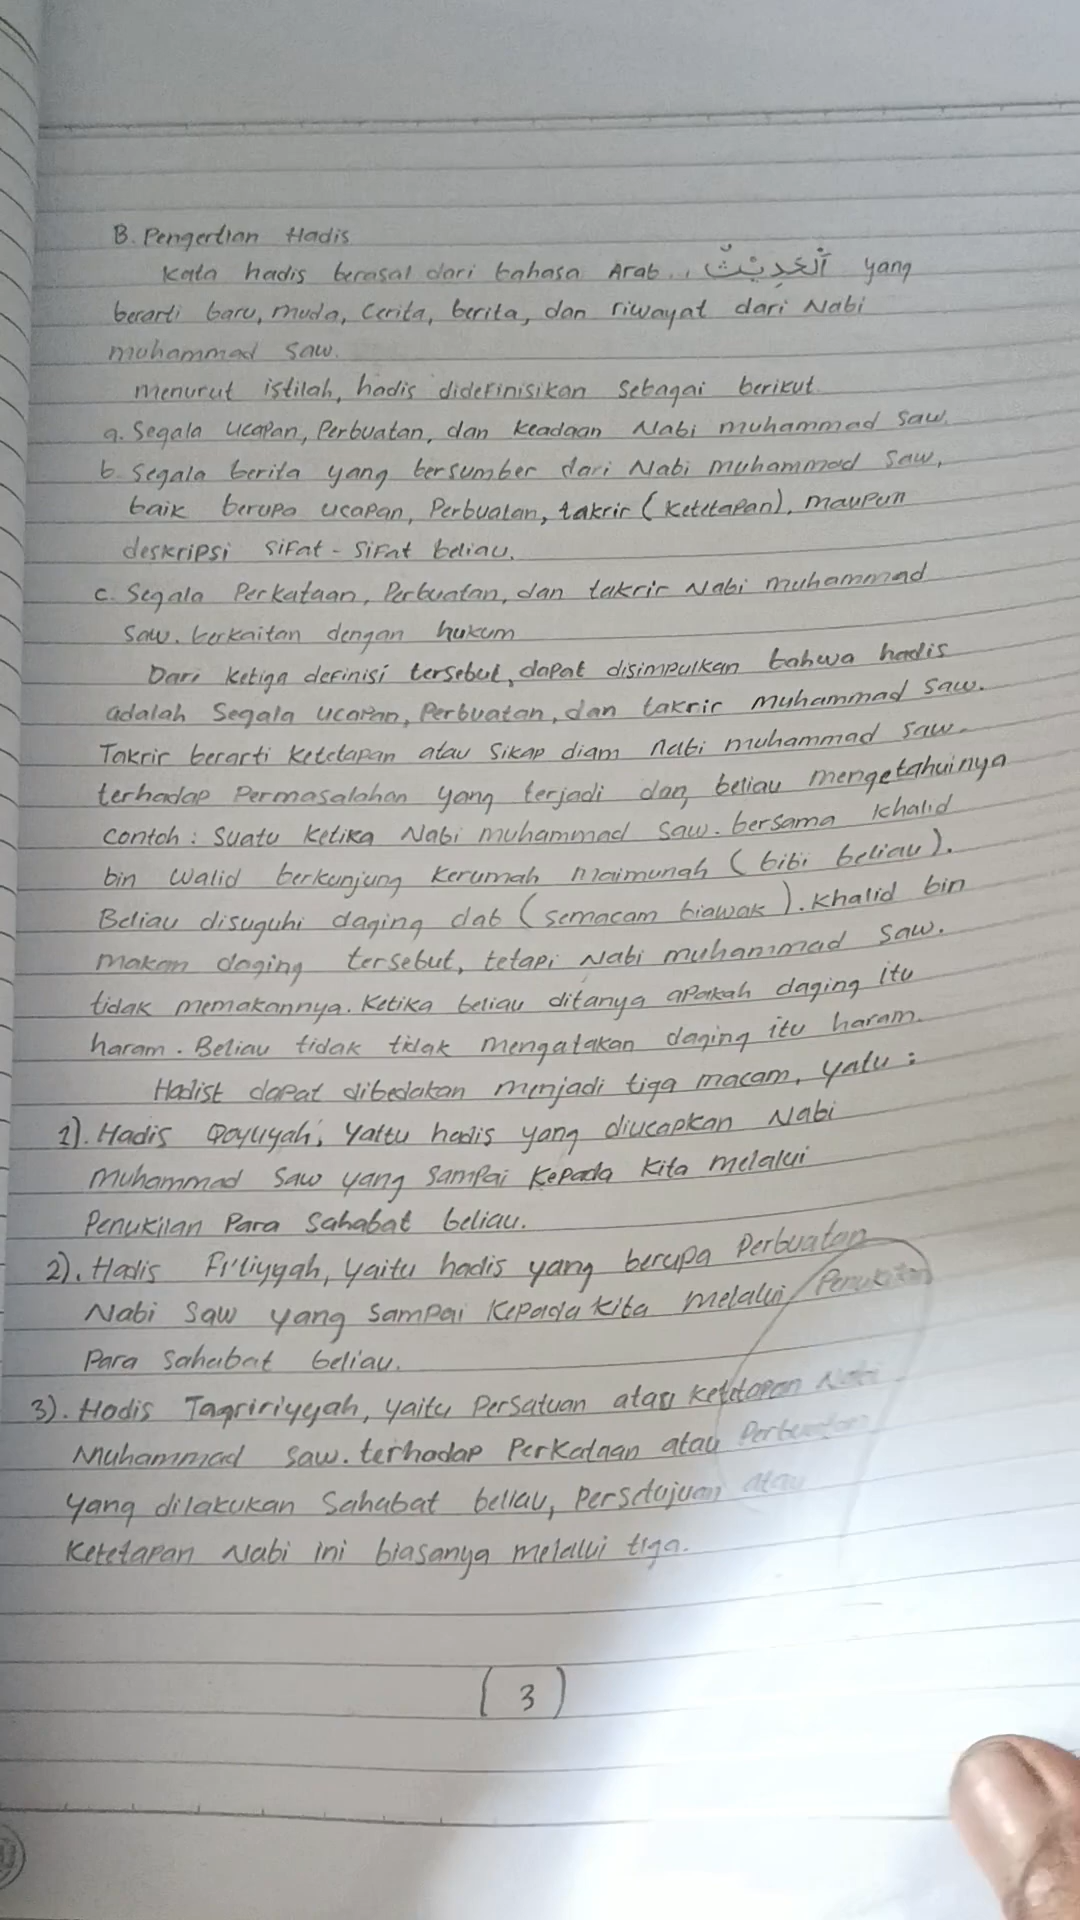 B. Pengertian Hadis
Kata hadis berasal dari bahasa Arab, اَلْحَدِيْثُ yang
berarti baru, muda, Cerita, berita, dan riwayat dari Nabi
muhammad saw.
menurut istilah, hadis didefinisikan sebagai berikut
a. Segala ucapan, Perbuatan, dan keadaan Nabi muhammad saw.
b. Segala berita yang bersumber dari Nabi muhammad saw,
baik berupa ucapan, Perbuatan, takrir (ketetapan), maupun
deskripsi sifat-sifat beliau.
c. Segala Perkataan, Perbuatan, dan takrir Nabi muhammad
saw. berkaitan dengan hukum
Dari ketiga definisi tersebut, dapat disimpulkan bahwa hadis
adalah Segala ucapan, Perbuatan, dan takrir muhammad saw.
Takrir berarti ketetapan atau sikap diam nabi muhammad saw.
terhadap Permasalahan yang terjadi dan beliau mengetahuinya
contoh : Suatu ketika Nabi muhammad saw. bersama khalid
bin walid berkunjung kerumah maimunah (bibi beliau).
Beliau disuguhi daging dab (semacam biawak). Khalid bin
makan daging tersebut, tetapi Nabi muhammad saw.
tidak memakannya. Ketika beliau ditanya apakah daging itu
haram. Beliau tidak tidak mengatakan daging itu haram.
Hadist dapat dibedakan menjadi tiga macam, yatu :
1). Hadis Qoyliyah, yaitu hadis yang diucapkan Nabi
Muhammad saw yang sampai kepada kita melalui
Penukilan Para Sahabat beliau.
2). Hadis Fi'liyyah, yaitu hadis yang berupa Perbuatan
Nabi saw yang sampai kepada kita melalui Penukilan
Para Sahabat beliau.
3). Hadis Taqririyyah, yaitu Persatuan atau ketetapan Nabi
Muhammad saw. terhadap Perkataan atau Perbuatan
yang dilakukan Sahabat beliau, Persetujuan atau
ketetapan Nabi ini biasanya melalui tiga.
(3)